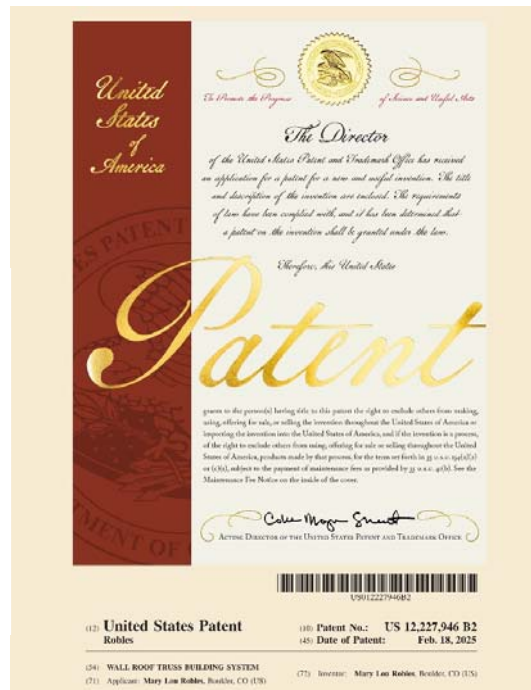 United
States
of
America
To Promote the Progress
of Science and Useful Arts
The Director
of the United States Patent and Trademark Office has received
an application for a patent for a new and useful invention. The title
and description of the invention are enclosed. The requirements
of law have been complied with, and it has been determined that
a patent on the invention shall be granted under the law.
Therefore, this United States
Patent
grants to the person(s) having title to this patent the right to exclude others from making,
using, offering for sale, or selling the invention throughout the United States of America or
importing the invention into the United States of America, and if the invention is a process,
of the right to exclude others from using, offering for sale or selling throughout the United
States of America, products made by that process, for the term set forth in 35 U.S.C. 154(a)(2)
or (c)(1), subject to the payment of maintenance fees as provided by 35 U.S.C. 41(b). See the
Maintenance Fee Notice on the inside of the cover.
Acting Director of the United States Patent and Trademark Office
US012227946B2
(12) United States Patent
Robles
(10) Patent No.: US 12,227,946 B2
(45) Date of Patent: Feb. 18, 2025
(54) WALL ROOF TRUSS BUILDING SYSTEM
(71) Applicant: Mary Lou Robles, Boulder, CO (US)
(72) Inventor: Mary Lou Robles, Boulder, CO (US)